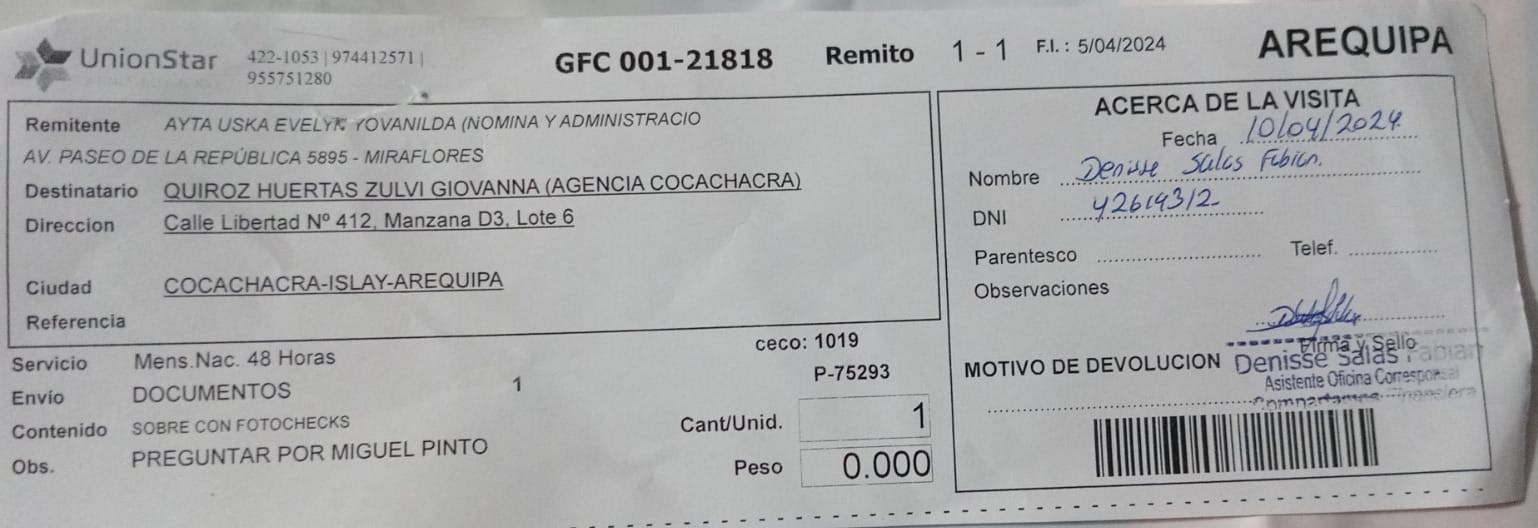 UnionStar 422-1053 | 974412571 | 955751280
GFC 001-21818 Remito 1 - 1 F.I. : 5/04/2024 AREQUIPA
Remitente AYTA USKA EVELYK YOVANILDA (NOMINA Y ADMINISTRACIO
AV. PASEO DE LA REPÚBLICA 5895 - MIRAFLORES
Destinatario QUIROZ HUERTAS ZULVI GIOVANNA (AGENCIA COCACHACRA)
Direccion Calle Libertad Nº 412, Manzana D3, Lote 6
Ciudad COCACHACRA-ISLAY-AREQUIPA
Referencia
Servicio Mens.Nac. 48 Horas
ceco: 1019
Envío DOCUMENTOS 1
P-75293
Contenido SOBRE CON FOTOCHECKS
Cant/Unid. 1
Obs. PREGUNTAR POR MIGUEL PINTO
Peso 0.000
ACERCA DE LA VISITA
Fecha 10/04/2024
Nombre Denisse Salas Fabian.
DNI 42619312
Parentesco Telef.
Observaciones
Firma y Sello
MOTIVO DE DEVOLUCION Denisse Salas Fabian
Asistente Oficina Corresponsal
Compartamos Financiera